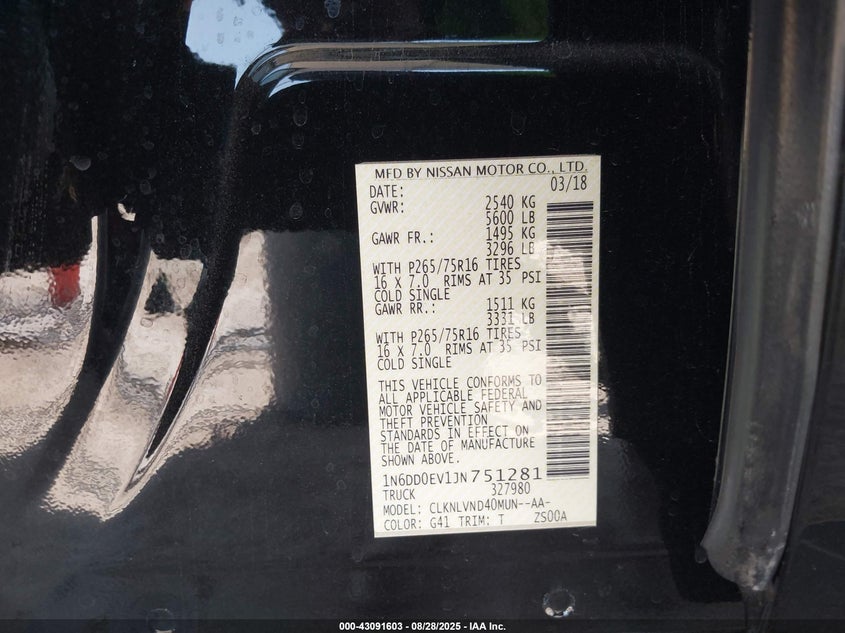 MFD BY NISSAN MOTOR CO., LTD.
DATE: 03/18
GVWR: 2540 KG
5600 LB
GAWR FR.: 1495 KG
3296 LB
WITH P265/75R16 TIRES
16 X 7.0 RIMS AT 35 PSI
COLD SINGLE
GAWR RR.: 1511 KG
3331 LB
WITH P265/75R16 TIRES
16 X 7.0 RIMS AT 35 PSI
COLD SINGLE
THIS VEHICLE CONFORMS TO
ALL APPLICABLE FEDERAL
MOTOR VEHICLE SAFETY AND
THEFT PREVENTION
STANDARDS IN EFFECT ON
THE DATE OF MANUFACTURE
SHOWN ABOVE.
1N6DD0EV1JN751281
TRUCK 327980
MODEL: CLKNLVND40MUN--AA-
COLOR: G41 TRIM: T ZS00A
000-43091603 - 08/28/2025 - IAA Inc.